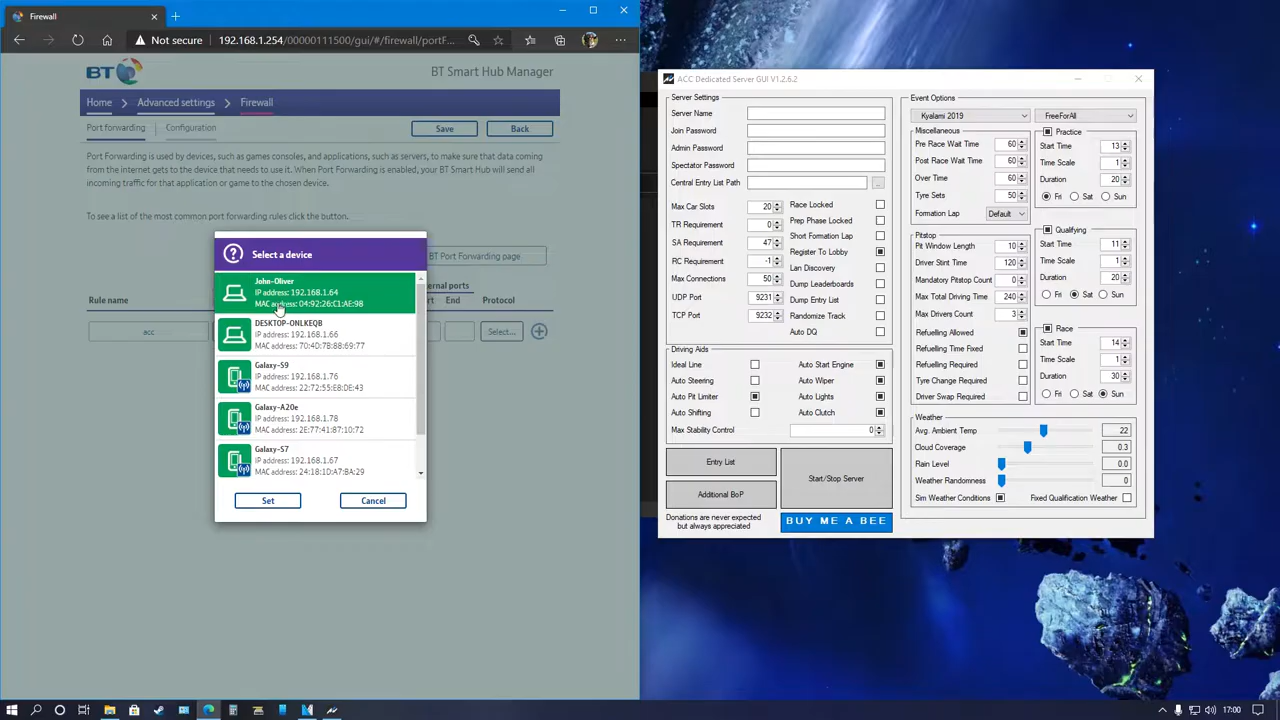 Firewall
Not secure
192.168.1.254/00000111500/gui/#/firewall/portF...
BT
BT Smart Hub Manager
Home
Advanced settings
Firewall
Port forwarding
Configuration
Save
Back
Port Forwarding is used by devices, such as games consoles, and applications, such as servers, to make sure that data coming
from the internet gets to the device that needs to use it. When Port Forwarding is enabled, your BT Smart Hub will send all
incoming traffic for that application or game to the chosen device.
To see a list of the most common port forwarding rules click the button.
BT Port Forwarding page
Rule name
ternal ports
rt
End
Protocol
acc
Select...
Select a device
John-Oliver
IP address: 192.168.1.64
MAC address: 04:92:26:C1:AE:98
DESKTOP-ONLKEQB
IP address: 192.168.1.66
MAC address: 70:4D:7B:88:69:77
Galaxy-S9
IP address: 192.168.1.76
MAC address: 22:72:55:E8:DE:43
Galaxy-A20e
IP address: 192.168.1.78
MAC address: 2E:77:41:87:10:72
Galaxy-S7
IP address: 192.168.1.67
MAC address: 24:18:1D:A7:BA:29
Set
Cancel
ACC Dedicated Server GUI V1.2.6.2
Server Settings
Server Name
Join Password
Admin Password
Spectator Password
Central Entry List Path
...
Max Car Slots
20
TR Requirement
0
SA Requirement
47
RC Requirement
-1
Max Connections
50
UDP Port
9231
TCP Port
9232
Race Locked
Prep Phase Locked
Short Formation Lap
Register To Lobby
Lan Discovery
Dump Leaderboards
Dump Entry List
Randomize Track
Auto DQ
Driving Aids
Ideal Line
Auto Steering
Auto Pit Limiter
Auto Shifting
Auto Start Engine
Auto Wiper
Auto Lights
Auto Clutch
Max Stability Control
0
Entry List
Additional BoP
Start/Stop Server
Donations are never expected
but always appreciated
BUY ME A BEE
Event Options
Kyalami 2019
FreeForAll
Miscellaneous
Pre Race Wait Time
60
Post Race Wait Time
60
Over Time
60
Tyre Sets
50
Formation Lap
Default
Pitstop
Pit Window Length
10
Driver Stint Time
120
Mandatory Pitstop Count
0
Max Total Driving Time
240
Max Drivers Count
3
Refuelling Allowed
Refuelling Time Fixed
Refuelling Required
Tyre Change Required
Driver Swap Required
Practice
Start Time
13
Time Scale
1
Duration
20
Fri
Sat
Sun
Qualifying
Start Time
11
Time Scale
1
Duration
20
Fri
Sat
Sun
Race
Start Time
14
Time Scale
1
Duration
30
Fri
Sat
Sun
Weather
Avg. Ambient Temp
22
Cloud Coverage
0.3
Rain Level
0.0
Weather Randomness
0
Sim Weather Conditions
Fixed Qualification Weather
17:00